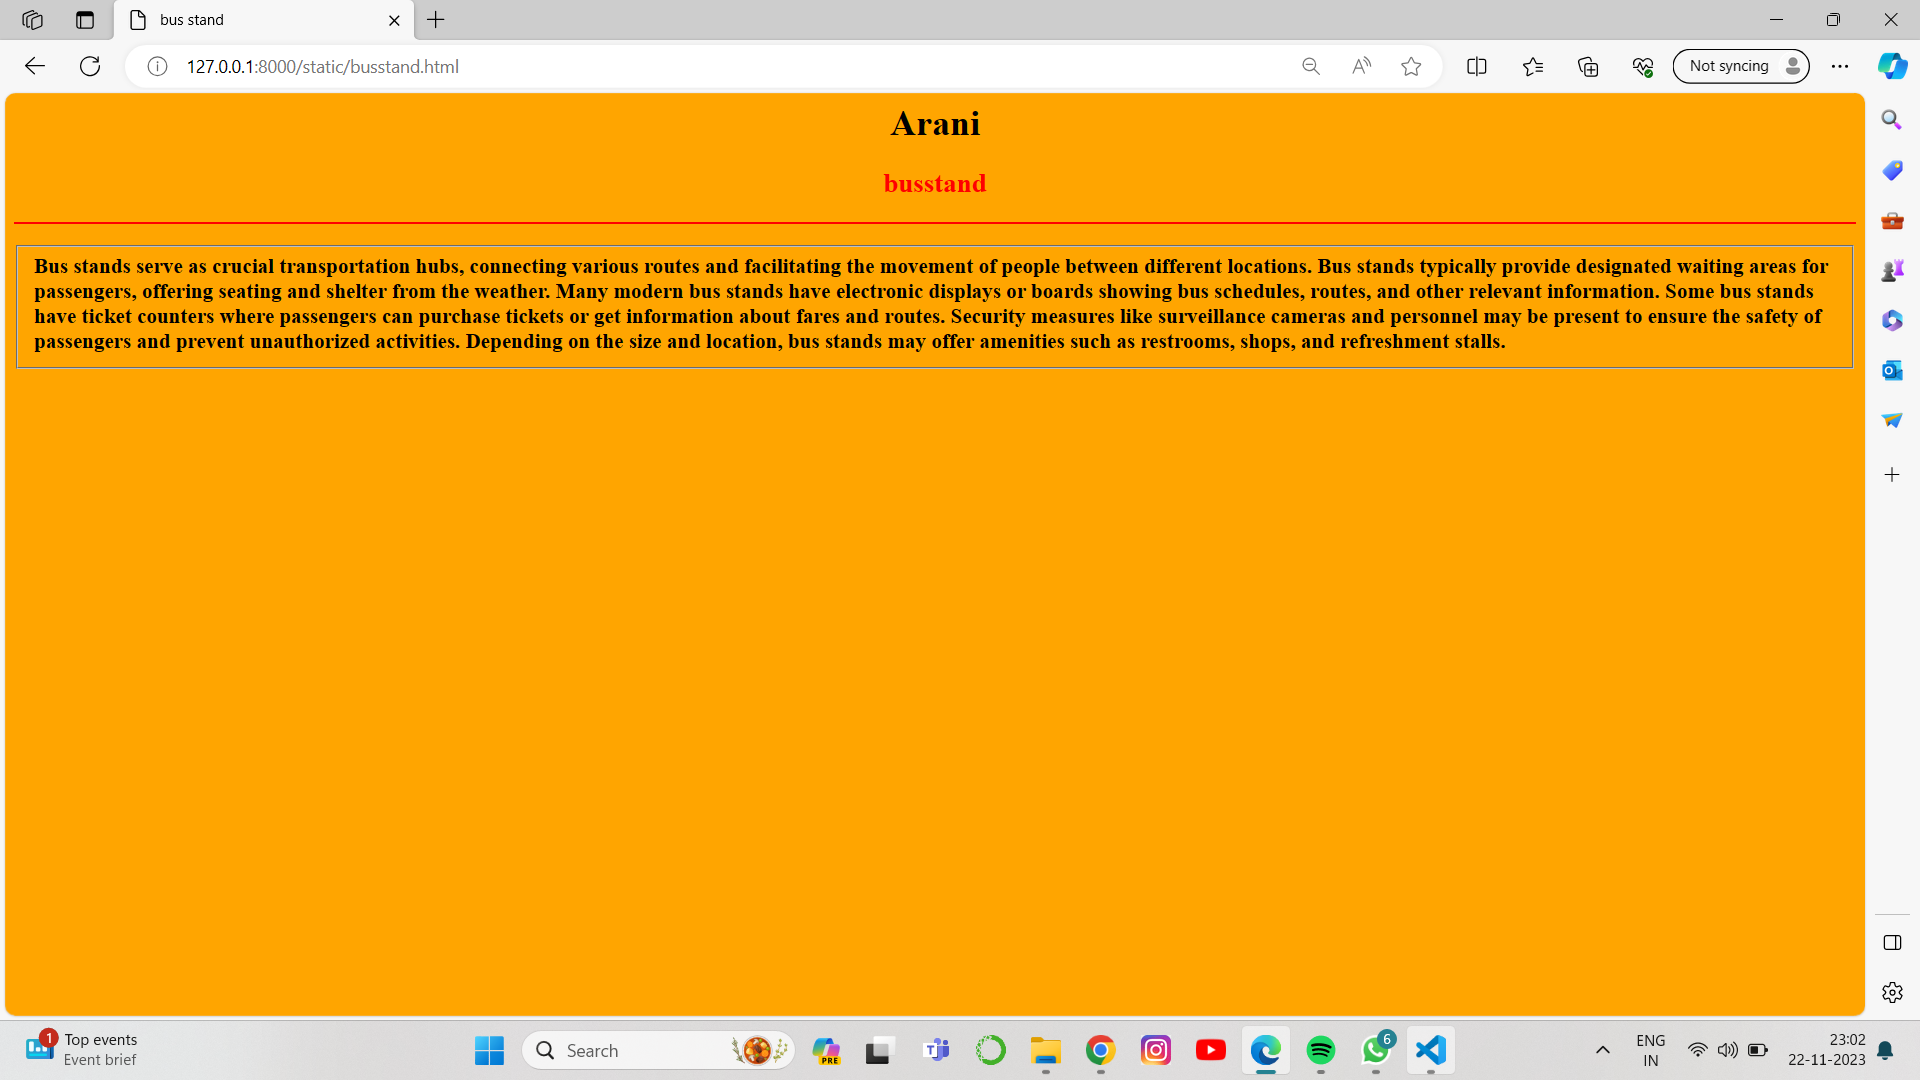 bus stand
127.0.0.1:8000/static/busstand.html
Not syncing
Arani
busstand
Bus stands serve as crucial transportation hubs, connecting various routes and facilitating the movement of people between different locations. Bus stands typically provide designated waiting areas for
passengers, offering seating and shelter from the weather. Many modern bus stands have electronic displays or boards showing bus schedules, routes, and other relevant information. Some bus stands
have ticket counters where passengers can purchase tickets or get information about fares and routes. Security measures like surveillance cameras and personnel may be present to ensure the safety of
passengers and prevent unauthorized activities. Depending on the size and location, bus stands may offer amenities such as restrooms, shops, and refreshment stalls.
1
Top events
Event brief
Search
PRE
6
ENG
IN
23:02
22-11-2023